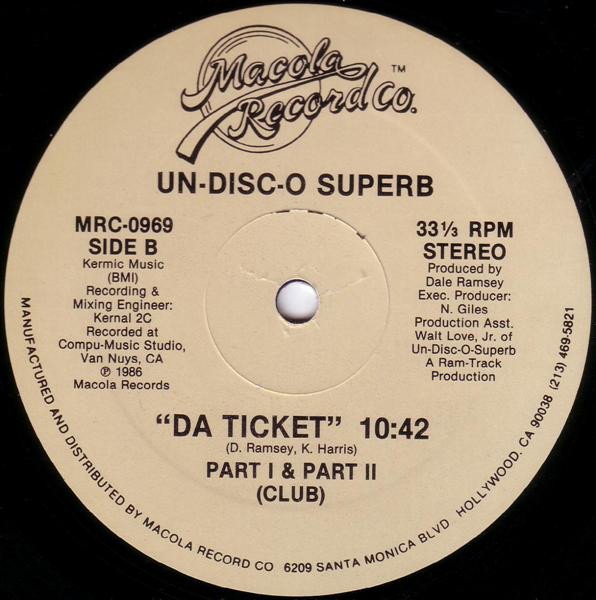 Macola
Record Co.™
UN-DISC-O SUPERB
MRC-0969
SIDE B
Kermic Music
(BMI)
Recording &
Mixing Engineer:
Kernal 2C
Recorded at
Compu-Music Studio,
Van Nuys, CA
℗ 1986
Macola Records
33⅓ RPM
STEREO
Produced by
Dale Ramsey
Exec. Producer:
N. Giles
Production Asst.
Walt Love, Jr. of
Un-Disc-O-Superb
A Ram-Track
Production
“DA TICKET” 10:42
(D. Ramsey, K. Harris)
PART I & PART II
(CLUB)
MANUFACTURED AND DISTRIBUTED BY MACOLA RECORD CO 6209 SANTA MONICA BLVD HOLLYWOOD, CA 90038 (213) 469-5821